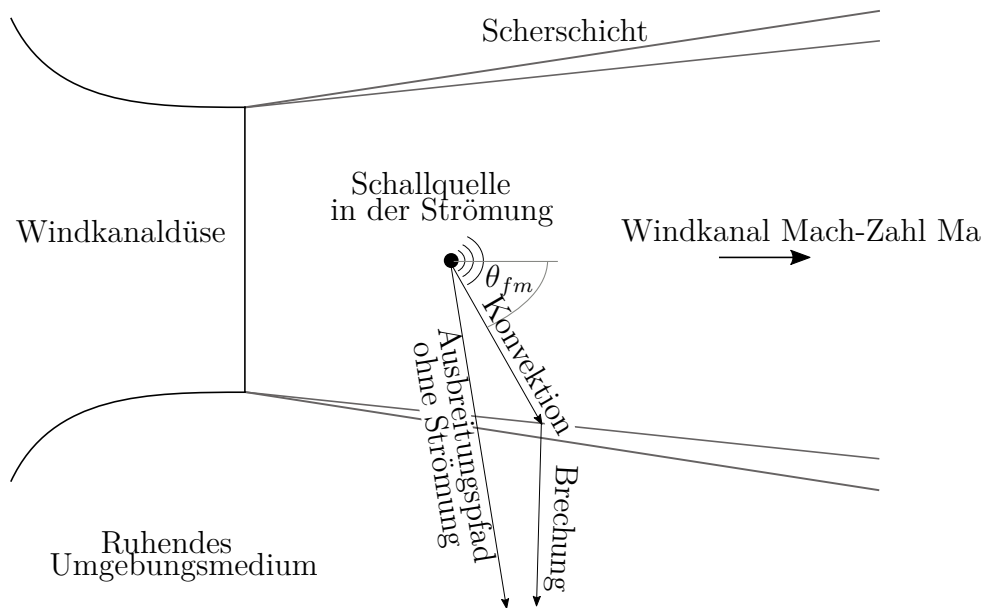 Scherschicht
Schallquelle
in der Strömung
Windkanaldüse
Windkanal Mach-Zahl Ma
θfm
Konvektion
Ausbreitungspfad
ohne Strömung
Brechung
Ruhendes
Umgebungsmedium